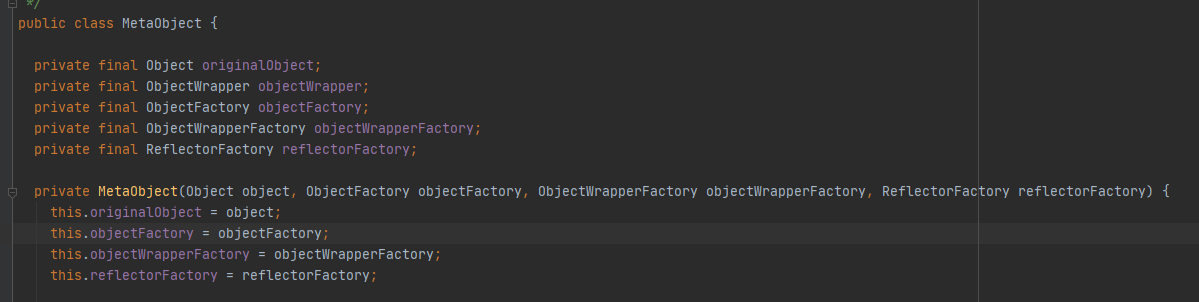 */
public class MetaObject {
private final Object originalObject;
private final ObjectWrapper objectWrapper;
private final ObjectFactory objectFactory;
private final ObjectWrapperFactory objectWrapperFactory;
private final ReflectorFactory reflectorFactory;
private MetaObject(Object object, ObjectFactory objectFactory, ObjectWrapperFactory objectWrapperFactory, ReflectorFactory reflectorFactory) {
this.originalObject = object;
this.objectFactory = objectFactory;
this.objectWrapperFactory = objectWrapperFactory;
this.reflectorFactory = reflectorFactory;